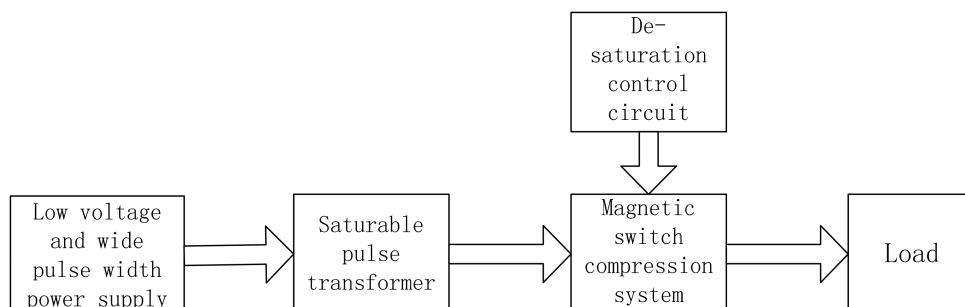 De-
saturation
control
circuit
Low voltage
and wide
pulse width
power supply
Saturable
pulse
transformer
Magnetic
switch
compression
system
Load